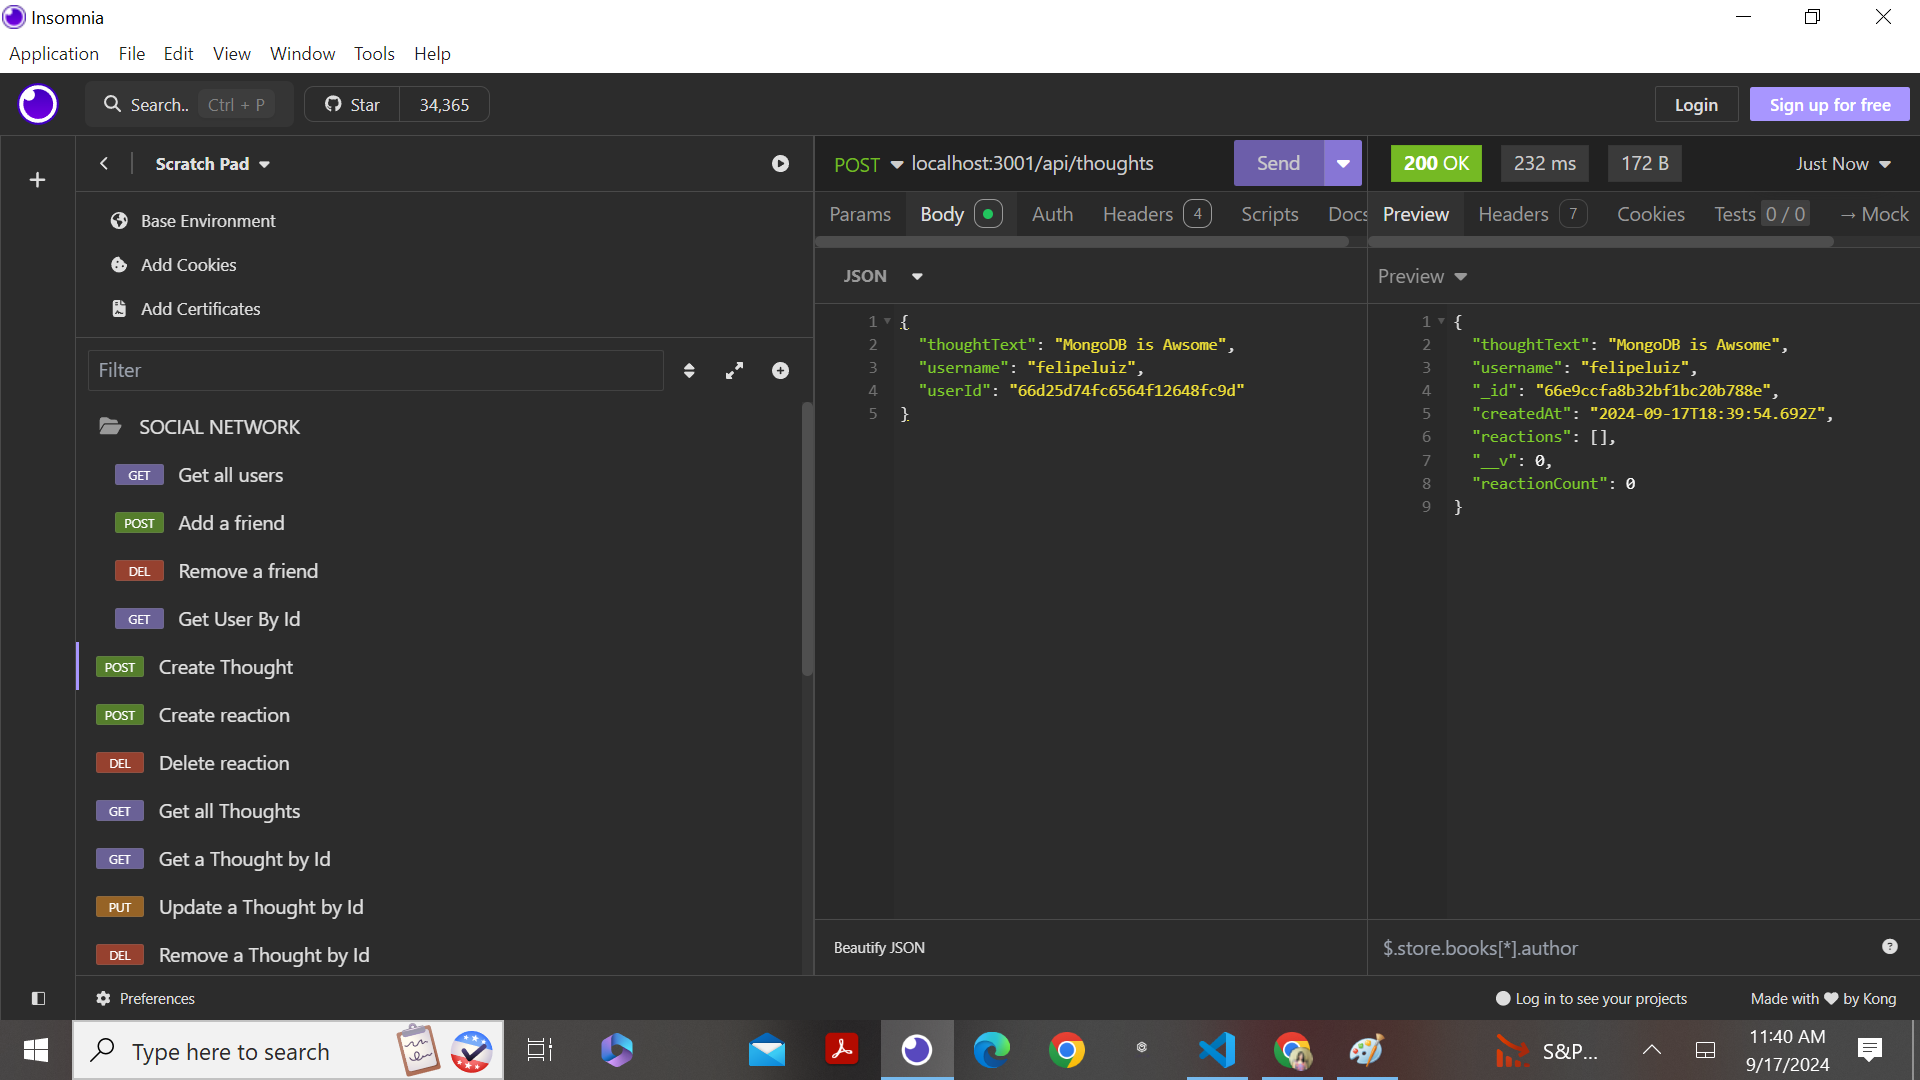 Insomnia
Application File Edit View Window Tools Help
Search.. Ctrl + P Star 34,365 Login Sign up for free
Scratch Pad
Base Environment
Add Cookies
Add Certificates
Filter
SOCIAL NETWORK
GET Get all users
POST Add a friend
DEL Remove a friend
GET Get User By Id
POST Create Thought
POST Create reaction
DEL Delete reaction
GET Get all Thoughts
GET Get a Thought by Id
PUT Update a Thought by Id
DEL Remove a Thought by Id
POST localhost:3001/api/thoughts Send
Params Body Auth Headers 4 Scripts Docs
JSON
1 {
2 "thoughtText": "MongoDB is Awsome",
3 "username": "felipeluiz",
4 "userId": "66d25d74fc6564f12648fc9d"
5 }
Beautify JSON
200 OK 232 ms 172 B Just Now
Preview Headers 7 Cookies Tests 0 / 0 → Mock
Preview
1 {
2 "thoughtText": "MongoDB is Awsome",
3 "username": "felipeluiz",
4 "_id": "66e9ccfa8b32bf1bc20b788e",
5 "createdAt": "2024-09-17T18:39:54.692Z",
6 "reactions": [],
7 "__v": 0,
8 "reactionCount": 0
9 }
$.store.books[*].author
Preferences Log in to see your projects Made with ♥ by Kong
Type here to search S&P... 11:40 AM
9/17/2024